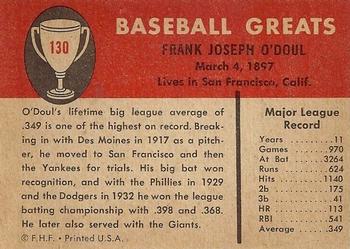 130
BASEBALL GREATS
FRANK JOSEPH O'DOUL
March 4, 1897
Lives in San Francisco, Calif.
O'Doul's lifetime big league average of
.349 is one of the highest on record. Break-
ing in with Des Moines in 1917 as a pitch-
er, he moved to San Francisco and then
the Yankees for trials. His big bat won
recognition, and with the Phillies in 1929
and the Dodgers in 1932 he won the league
batting championship with .398 and .368.
He later also served with the Giants.
© F.H.F. • Printed U.S.A.
Major League
Record
Years 11
Games 970
At Bat 3264
Runs 624
Hits 1140
2b 175
3b 41
HR 113
RBI 541
Average .349